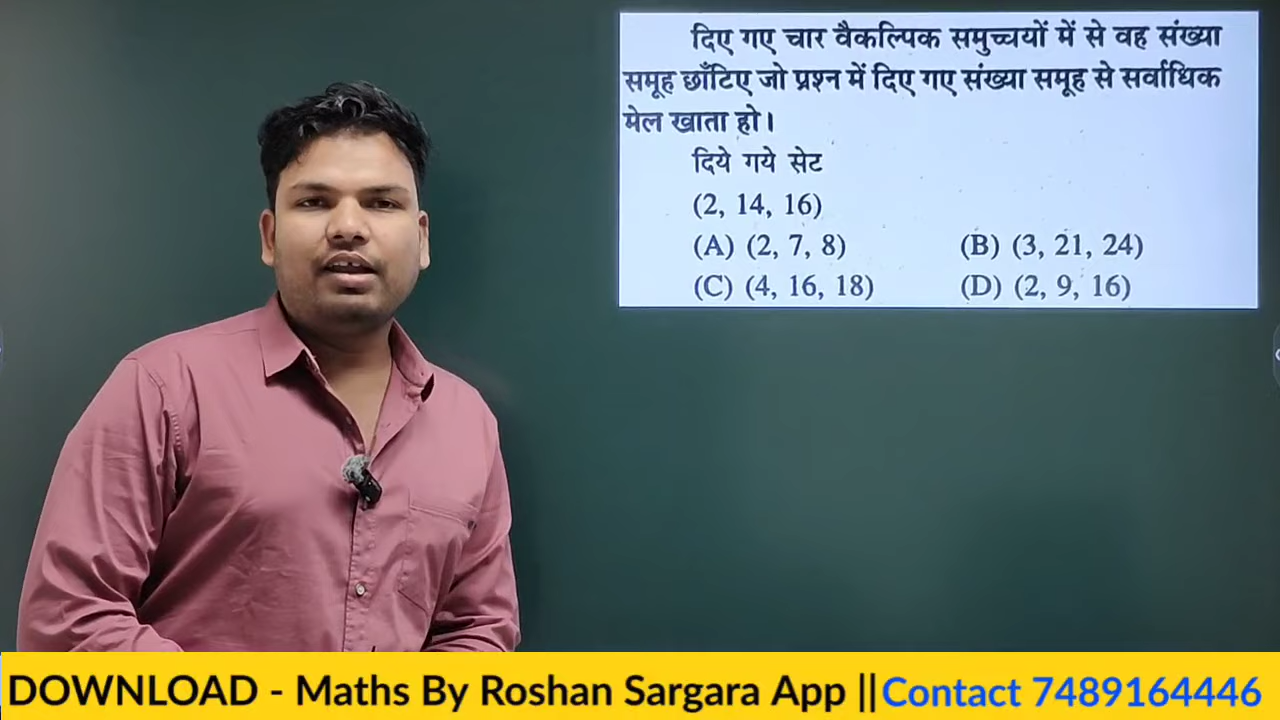 दिए गए चार वैकल्पिक समुच्चयों में से वह संख्या
समूह छाँटिए जो प्रश्न में दिए गए संख्या समूह से सर्वाधिक
मेल खाता हो।
दिये गये सेट
(2, 14, 16)
(A) (2, 7, 8) (B) (3, 21, 24)
(C) (4, 16, 18) (D) (2, 9, 16)
DOWNLOAD - Maths By Roshan Sargara App || Contact 7489164446